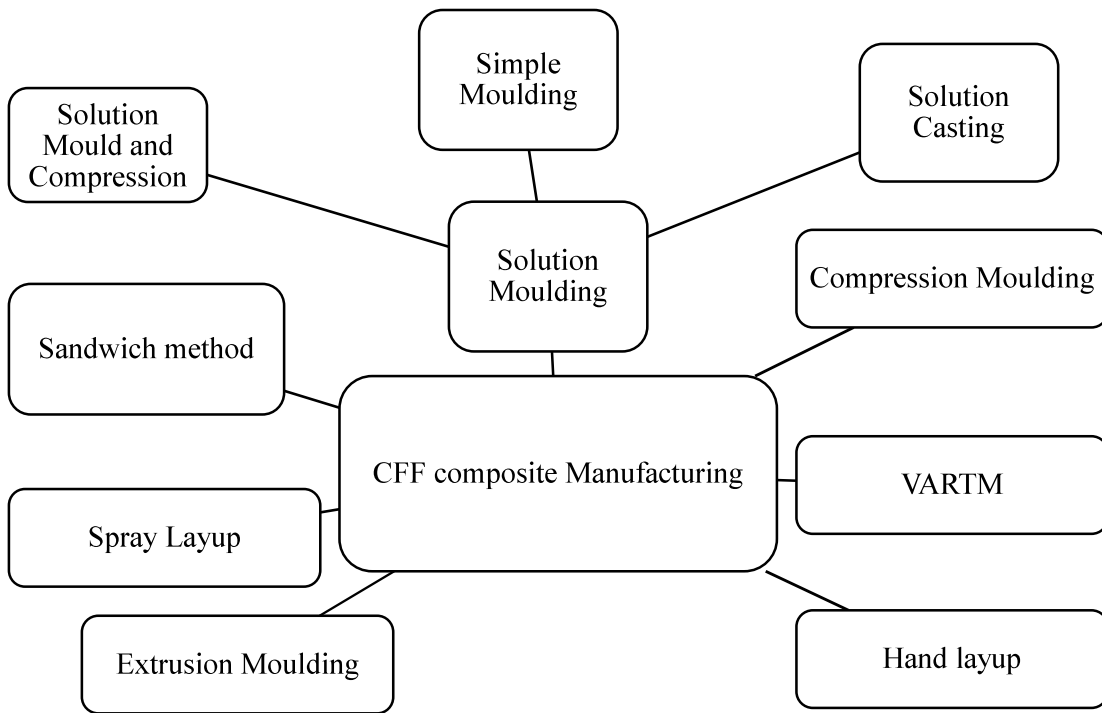 Simple
Moulding
Solution
Mould and
Compression
Solution
Casting
Solution
Moulding
Compression Moulding
Sandwich method
CFF composite Manufacturing
VARTM
Spray Layup
Extrusion Moulding
Hand layup